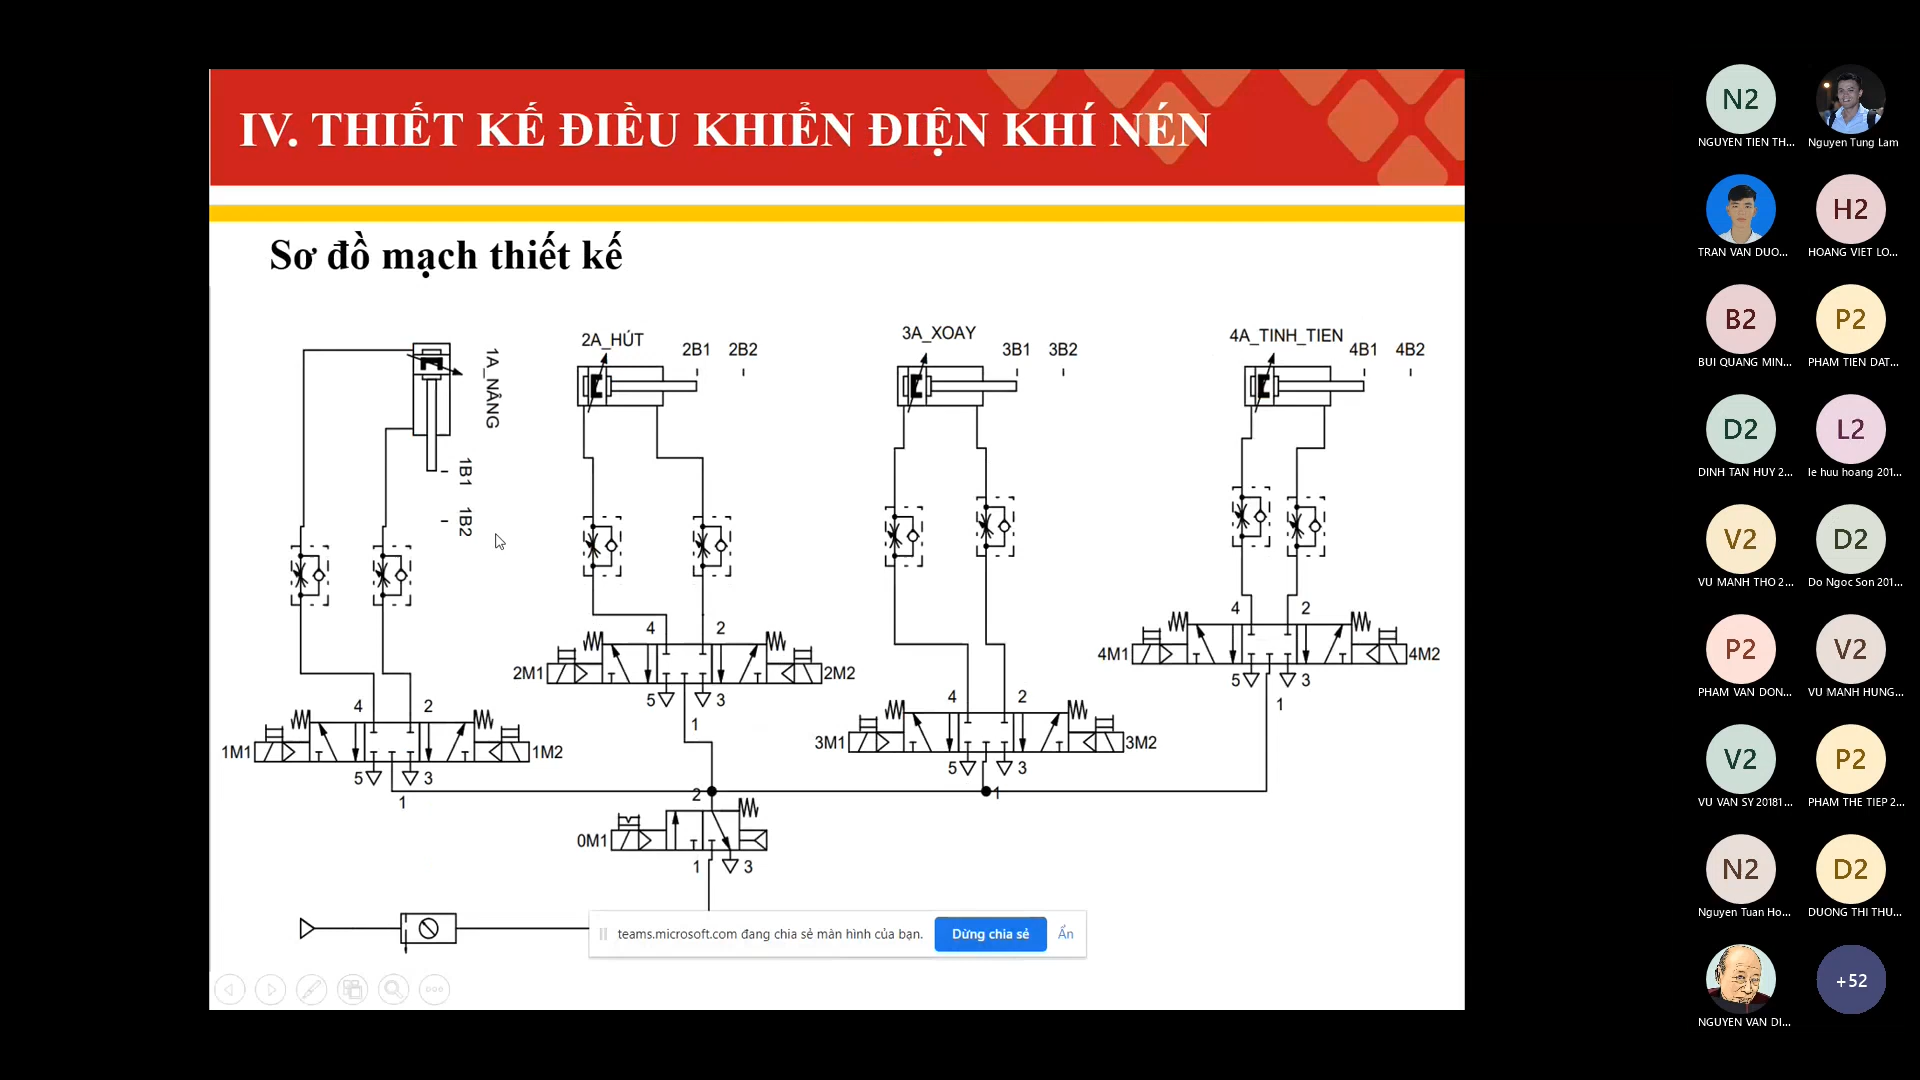 IV. THIẾT KẾ ĐIỀU KHIỂN ĐIỆN KHÍ NÉN
Sơ đồ mạch thiết kế
1A_NÂNG
1B1
1B2
2A_HÚT
2B1
2B2
3A_XOAY
3B1
3B2
4A_TINH_TIEN
4B1
4B2
4
2
1M1
1M2
5
3
1
4
2
2M1
2M2
5
3
1
4
2
3M1
3M2
5
3
1
4
2
4M1
4M2
5
3
1
2
0M1
1
3
teams.microsoft.com đang chia sẻ màn hình của bạn.
Dừng chia sẻ
Ẩn
N2
NGUYEN TIEN TH...
Nguyen Tung Lam
TRAN VAN DUO...
H2
HOANG VIET LO...
B2
BUI QUANG MIN...
P2
PHAM TIEN DAT...
D2
DINH TAN HUY 2...
L2
le huu hoang 201...
V2
VU MANH THO 2...
D2
Do Ngoc Son 201...
P2
PHAM VAN DON...
V2
VU MANH HUNG...
V2
VU VAN SY 20181...
P2
PHAM THE TIEP 2...
N2
Nguyen Tuan Ho...
D2
DUONG THI THU...
NGUYEN VAN DI...
+52